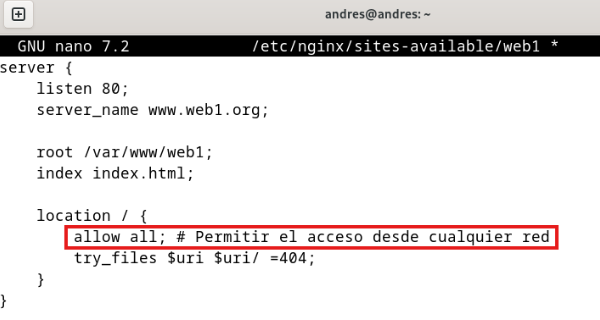 andres@andres: ~
GNU nano 7.2 /etc/nginx/sites-available/web1 *
server {
listen 80;
server_name www.web1.org;
root /var/www/web1;
index index.html;
location / {
allow all; # Permitir el acceso desde cualquier red
try_files $uri $uri/ =404;
}
}